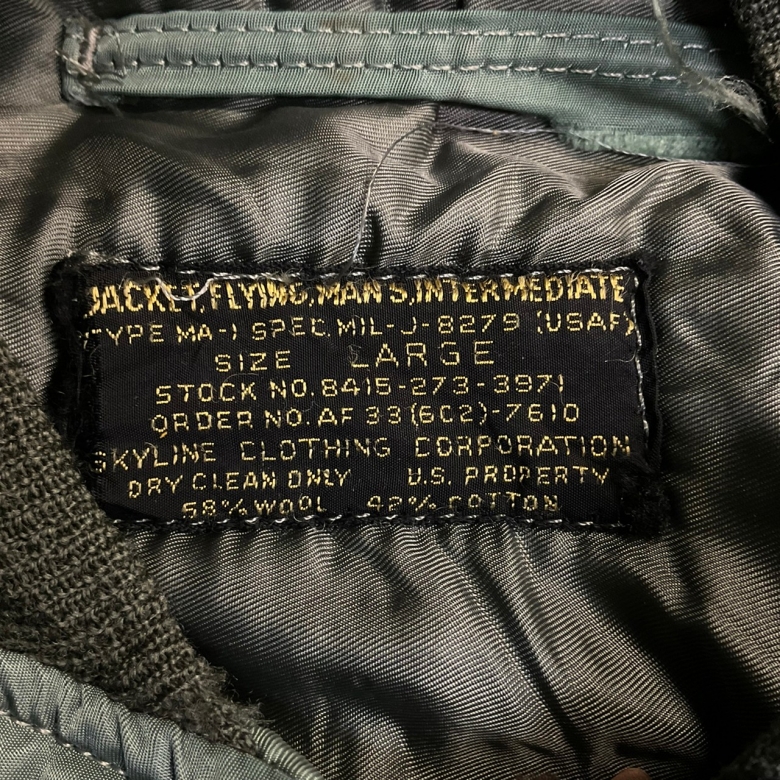 JACKET, FLYING, MAN'S, INTERMEDIATE
TYPE MA-1 SPEC. MIL-J-8279 (USAF)
SIZE LARGE
STOCK NO. 8415-273-3971
ORDER NO. AF 33(602)-7610
SKYLINE CLOTHING CORPORATION
DRY CLEAN ONLY U.S. PROPERTY
58% WOOL 42% COTTON